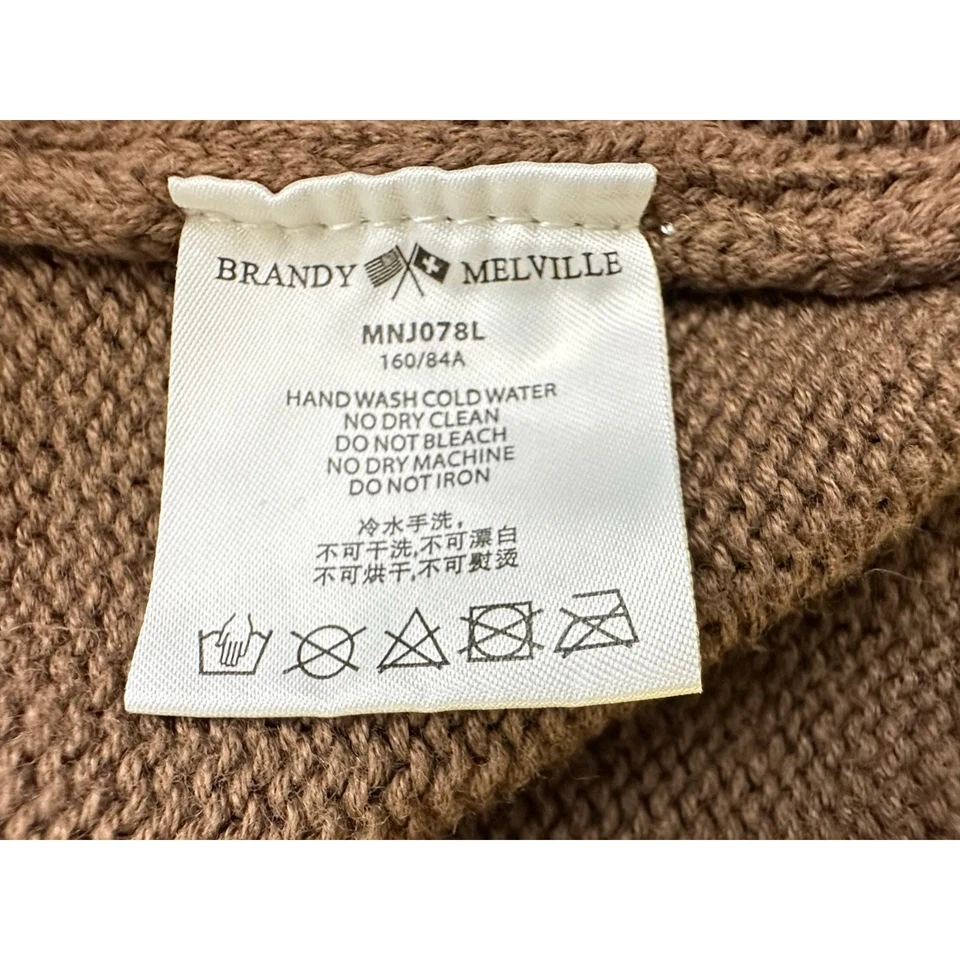 BRANDY MELVILLE
MNJ078L
160/84A
HAND WASH COLD WATER
NO DRY CLEAN
DO NOT BLEACH
NO DRY MACHINE
DO NOT IRON
冷水手洗,
不可干洗,不可漂白
不可烘干,不可熨烫